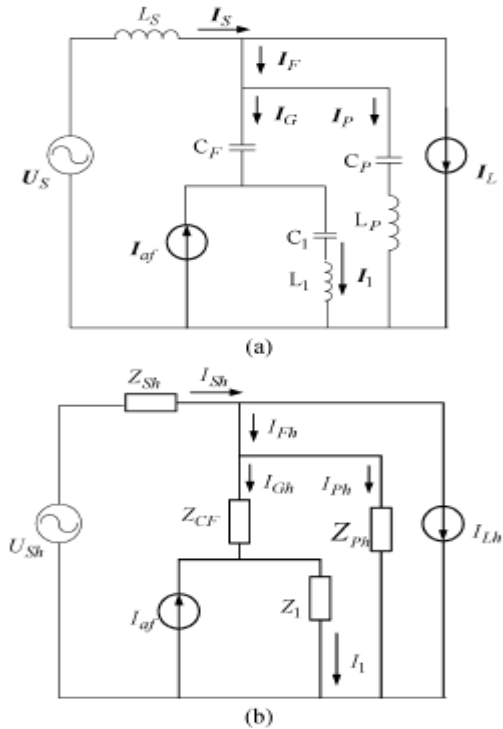 L_S I_S
I_F
I_G I_P
C_F C_P
U_S I_L
L_P
I_af C_1
L_1 I_1
(a)
Z_Sh I_Sh
I_Fh
I_Gh I_Ph
Z_CF Z_Ph
U_Sh I_Lh
I_af Z_1
I_1
(b)